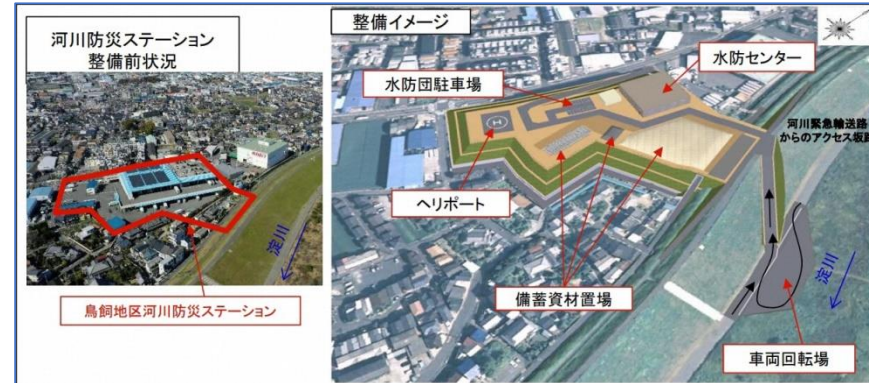 河川防災ステーション
整備前状況
淀川
鳥飼地区河川防災ステーション
整備イメージ
水防団駐車場
水防センター
河川緊急輸送路
からのアクセス坂路
H
ヘリポート
備蓄資材置場
淀川
車両回転場